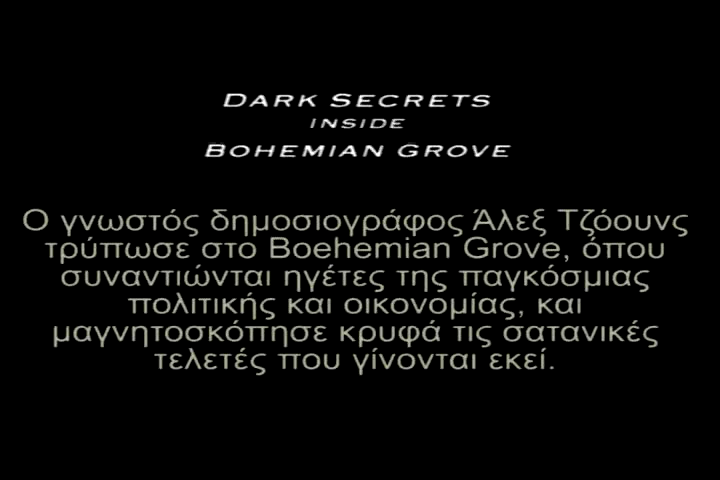 DARK SECRETS
INSIDE
BOHEMIAN GROVE
Ο γνωστός δημοσιογράφος Άλεξ Τζόουνς
τρύπωσε στο Boehemian Grove, όπου
συναντιώνται ηγέτες της παγκόσμιας
πολιτικής και οικονομίας, και
μαγνητοσκόπησε κρυφά τις σατανικές
τελετές που γίνονται εκεί.